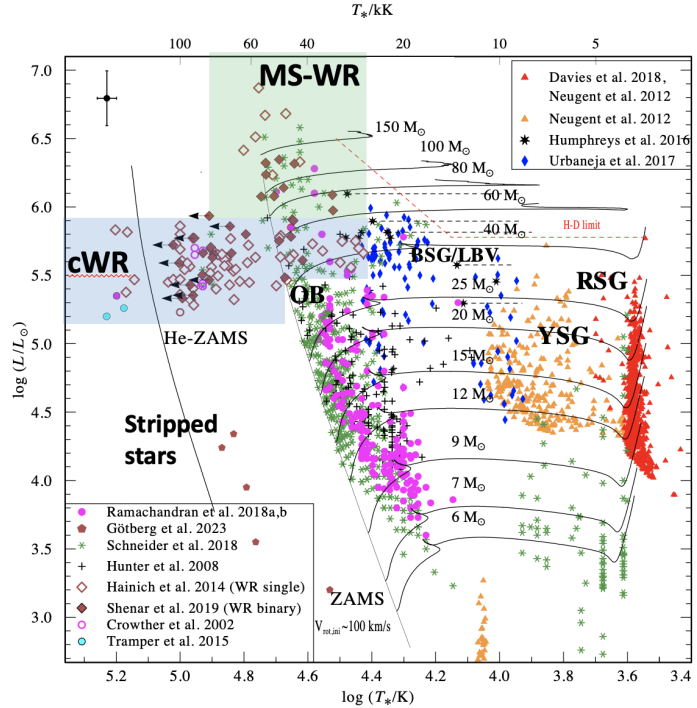 T*/kK
100 60 40 20 10 5
MS-WR
150 M⊙
100 M⊙
80 M⊙
60 M⊙
40 M⊙
H-D limit
Davies et al. 2018,
Neugent et al. 2012
Neugent et al. 2012
Humphreys et al. 2016
Urbaneja et al. 2017
cWR
OB
BSG/LBV
RSG
YSG
25 M⊙
20 M⊙
15 M⊙
12 M⊙
9 M⊙
7 M⊙
6 M⊙
He-ZAMS
Stripped
stars
Ramachandran et al. 2018a,b
Götberg et al. 2023
Schneider et al. 2018
Hunter et al. 2008
Hainich et al. 2014 (WR single)
Shenar et al. 2019 (WR binary)
Crowther et al. 2002
Tramper et al. 2015
ZAMS
Vrot,ini~100 km/s
log (L/L⊙)
7.0
6.5
6.0
5.5
5.0
4.5
4.0
3.5
3.0
5.2 5.0 4.8 4.6 4.4 4.2 4.0 3.8 3.6 3.4
log (T*/K)